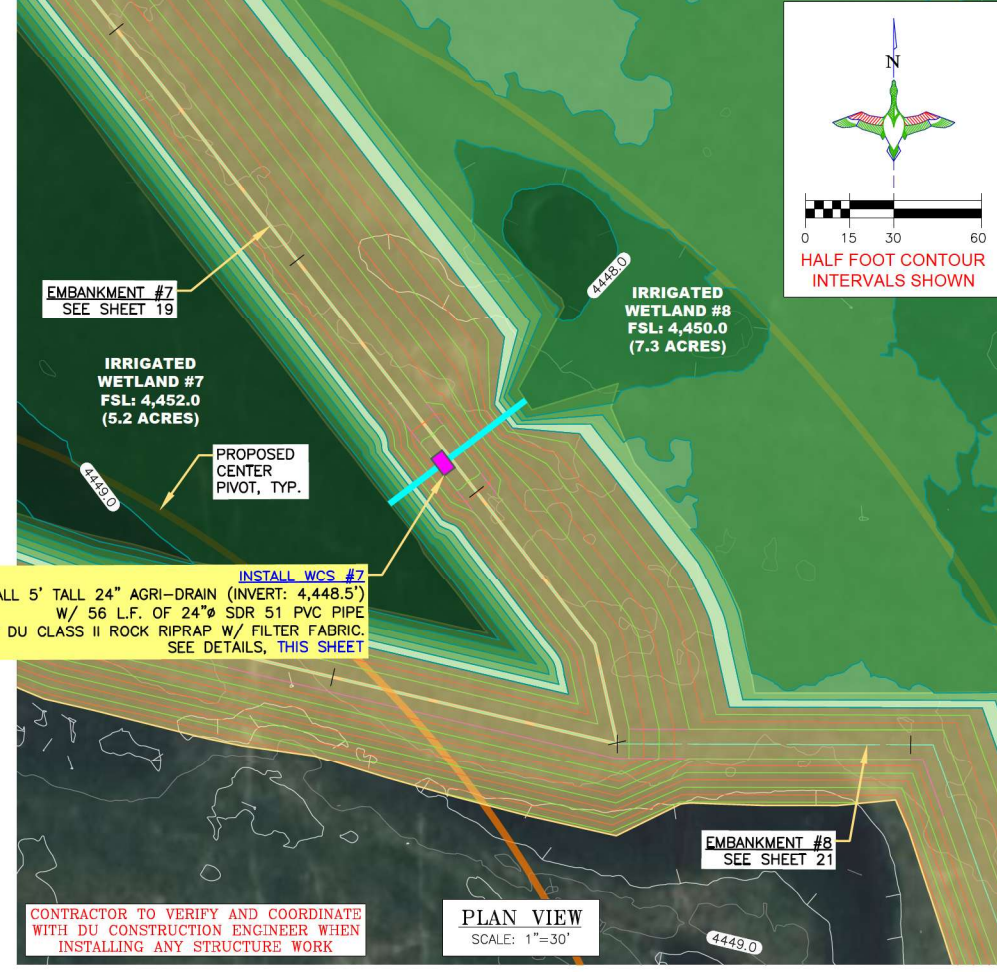 N
0 15 30 60
HALF FOOT CONTOUR
INTERVALS SHOWN
4448.0
IRRIGATED
WETLAND #8
FSL: 4,450.0
(7.3 ACRES)
EMBANKMENT #7
SEE SHEET 19
IRRIGATED
WETLAND #7
FSL: 4,452.0
(5.2 ACRES)
PROPOSED
CENTER
PIVOT, TYP.
4449.0
INSTALL WCS #7
ALL 5' TALL 24" AGRI-DRAIN (INVERT: 4,448.5')
W/ 56 L.F. OF 24"ø SDR 51 PVC PIPE
DU CLASS II ROCK RIPRAP W/ FILTER FABRIC.
SEE DETAILS, THIS SHEET
EMBANKMENT #8
SEE SHEET 21
CONTRACTOR TO VERIFY AND COORDINATE
WITH DU CONSTRUCTION ENGINEER WHEN
INSTALLING ANY STRUCTURE WORK
PLAN VIEW
SCALE: 1"=30'
4449.0